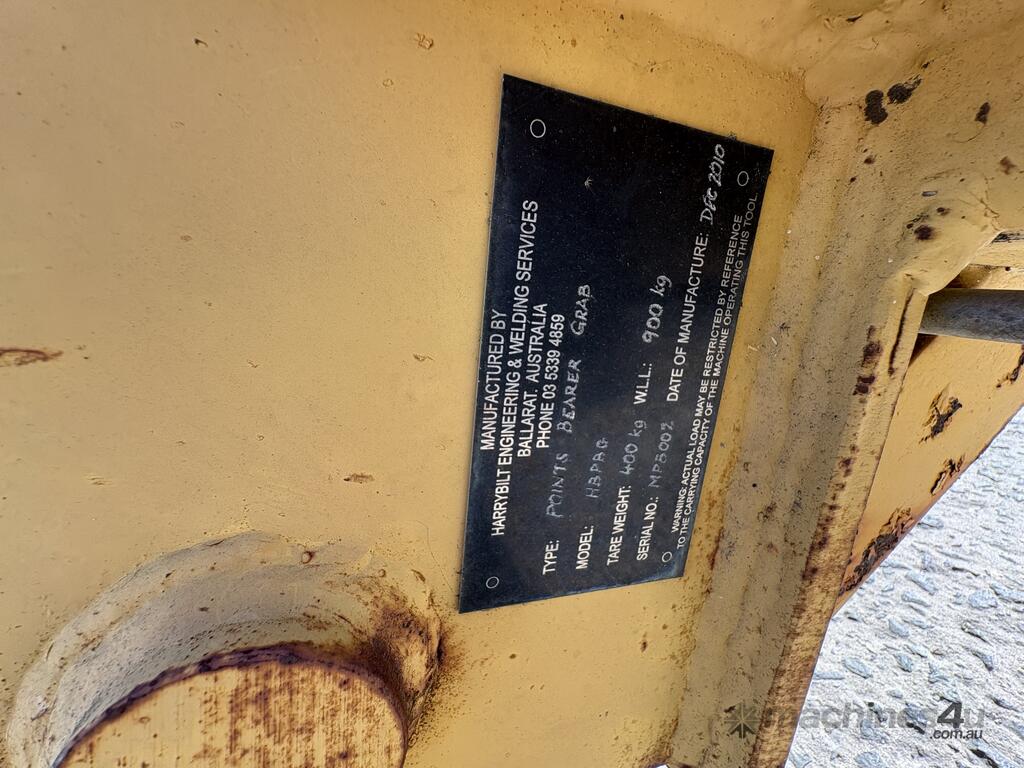 MANUFACTURED BY
HARRYBILT ENGINEERING & WELDING SERVICES
BALLARAT. AUSTRALIA
PHONE 03 5339 4859
TYPE: POINTS BEARER GRAB
MODEL: HBPBG
TARE WEIGHT: 400 kg W.L.L.: 900 kg
SERIAL NO.: MPB002 DATE OF MANUFACTURE: DEC 2010
WARNING: ACTUAL LOAD MAY BE RESTRICTED BY REFERENCE
TO THE CARRYING CAPACITY OF THE MACHINE OPERATING THIS TOOL
machines4u
.com.au